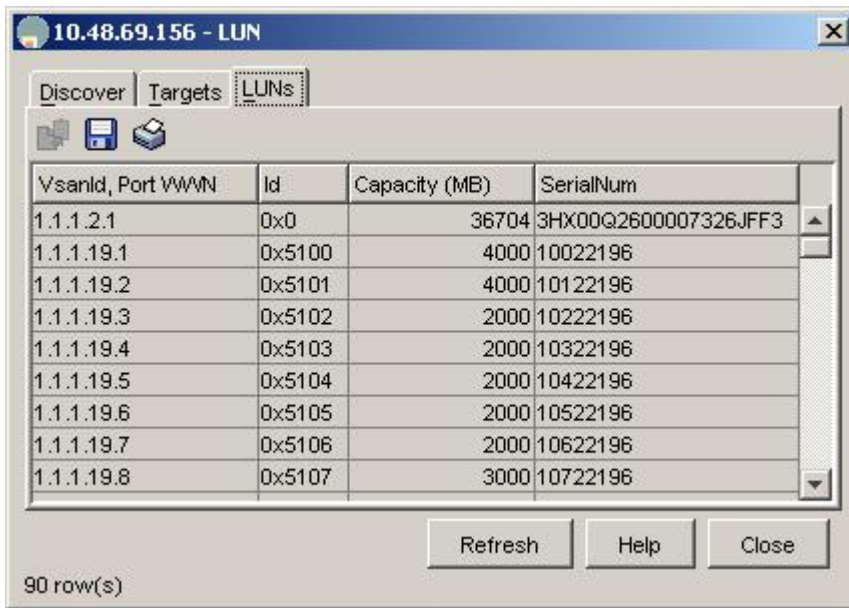 10.48.69.156 - LUN
Discover Targets LUNs
VsanId, Port WWN Id Capacity (MB) SerialNum
1.1.1.2.1 0x0 36704 3HX00Q2600007326JFF3
1.1.1.19.1 0x5100 4000 10022196
1.1.1.19.2 0x5101 4000 10122196
1.1.1.19.3 0x5102 2000 10222196
1.1.1.19.4 0x5103 2000 10322196
1.1.1.19.5 0x5104 2000 10422196
1.1.1.19.6 0x5105 2000 10522196
1.1.1.19.7 0x5106 2000 10622196
1.1.1.19.8 0x5107 3000 10722196
Refresh Help Close
90 row(s)